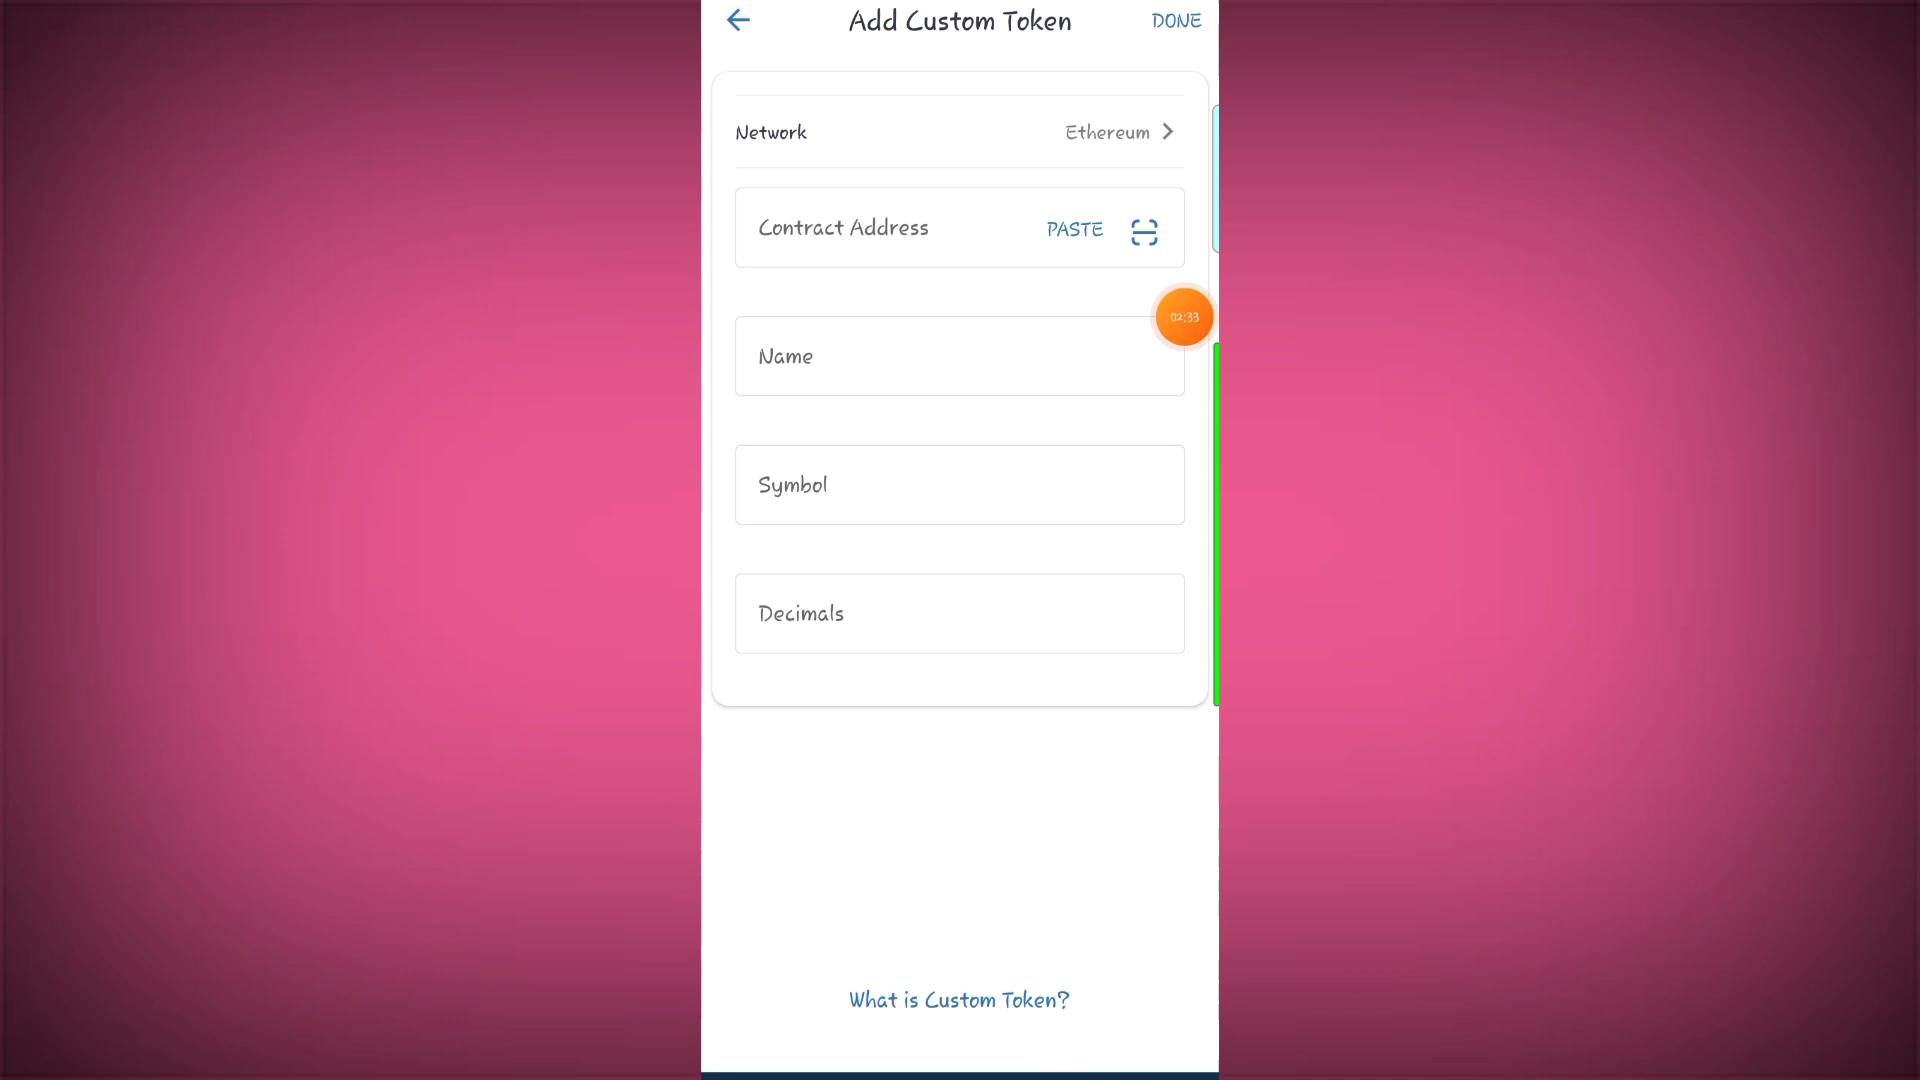 Add Custom Token DONE
Network Ethereum
Contract Address PASTE
02:33
Name
Symbol
Decimals
What is Custom Token?